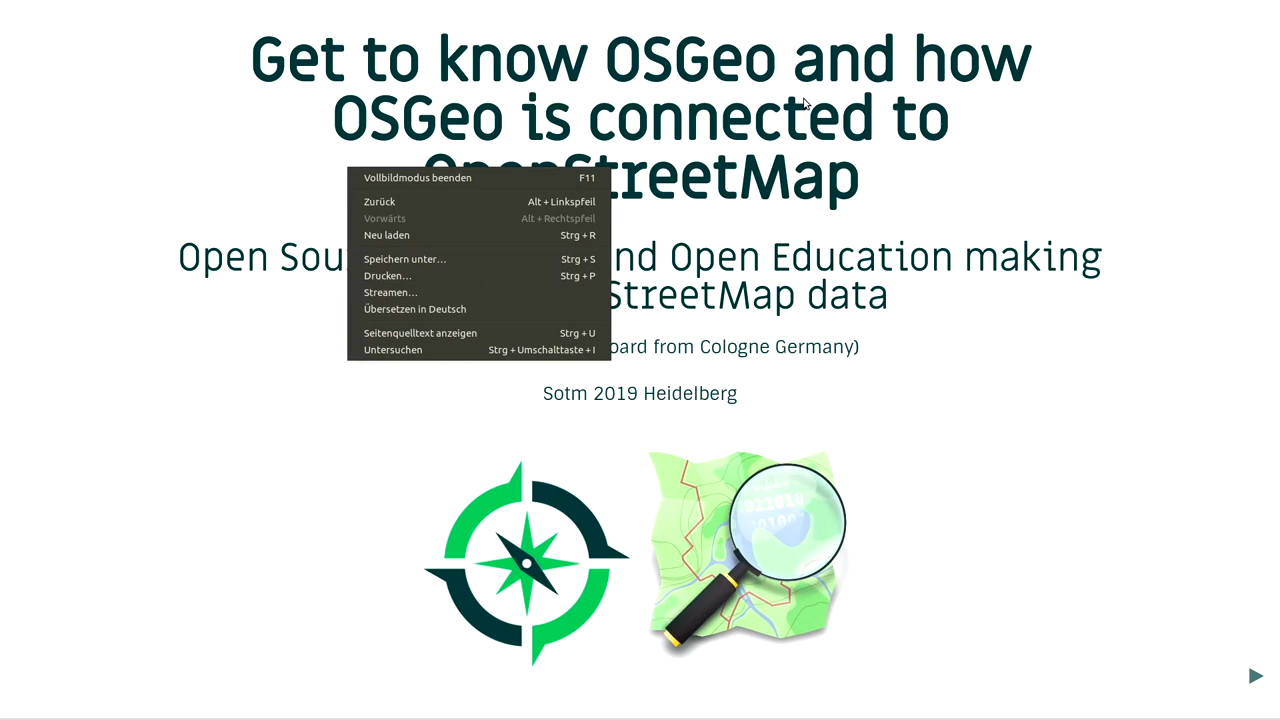 Get to know OSGeo and how
OSGeo is connected to
OpenStreetMap
Open Sou nd Open Education making
StreetMap data
oard from Cologne Germany)
Sotm 2019 Heidelberg
Vollbildmodus beenden F11
Zurück Alt+Linkspfeil
Vorwärts Alt+Rechtspfeil
Neu laden Strg+R
Speichern unter… Strg+S
Drucken… Strg+P
Streamen…
Übersetzen in Deutsch
Seitenquelltext anzeigen Strg+U
Untersuchen Strg+Umschalttaste+I